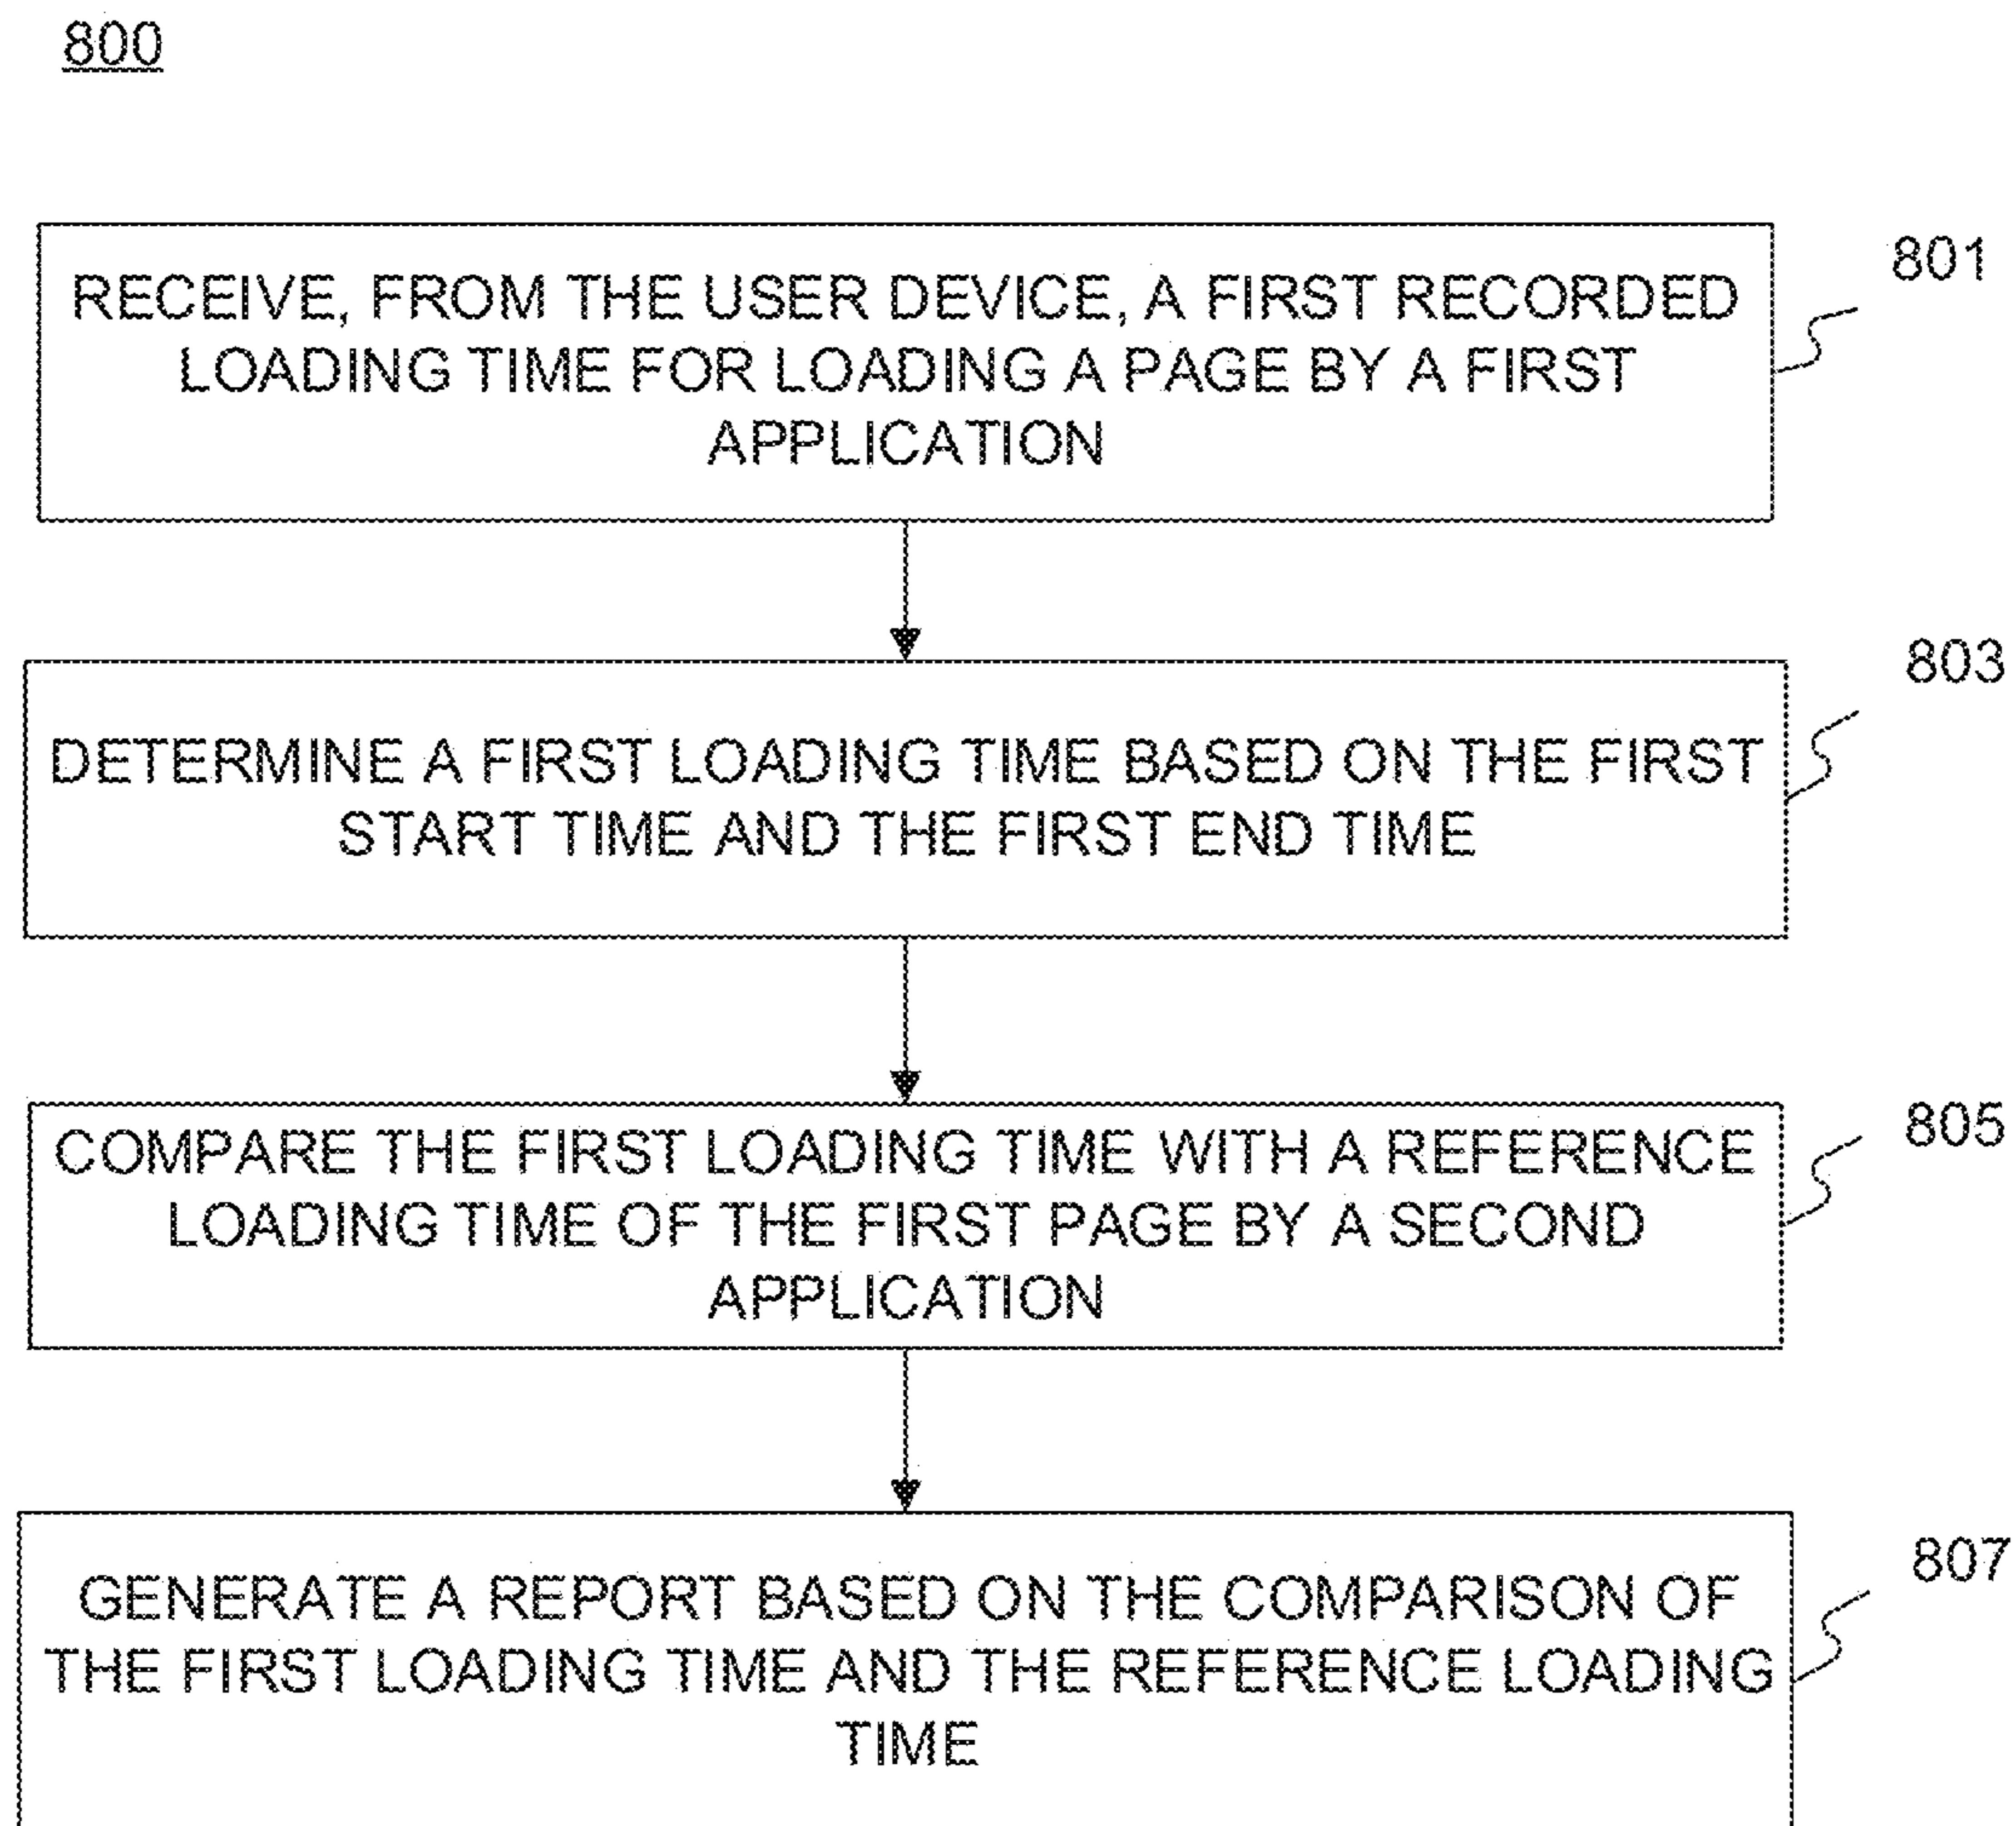 800
RECEIVE, FROM THE USER DEVICE, A FIRST RECORDED
LOADING TIME FOR LOADING A PAGE BY A FIRST
APPLICATION
801
DETERMINE A FIRST LOADING TIME BASED ON THE FIRST
START TIME AND THE FIRST END TIME
803
COMPARE THE FIRST LOADING TIME WITH A REFERENCE
LOADING TIME OF THE FIRST PAGE BY A SECOND
APPLICATION
805
GENERATE A REPORT BASED ON THE COMPARISON OF
THE FIRST LOADING TIME AND THE REFERENCE LOADING
TIME
807